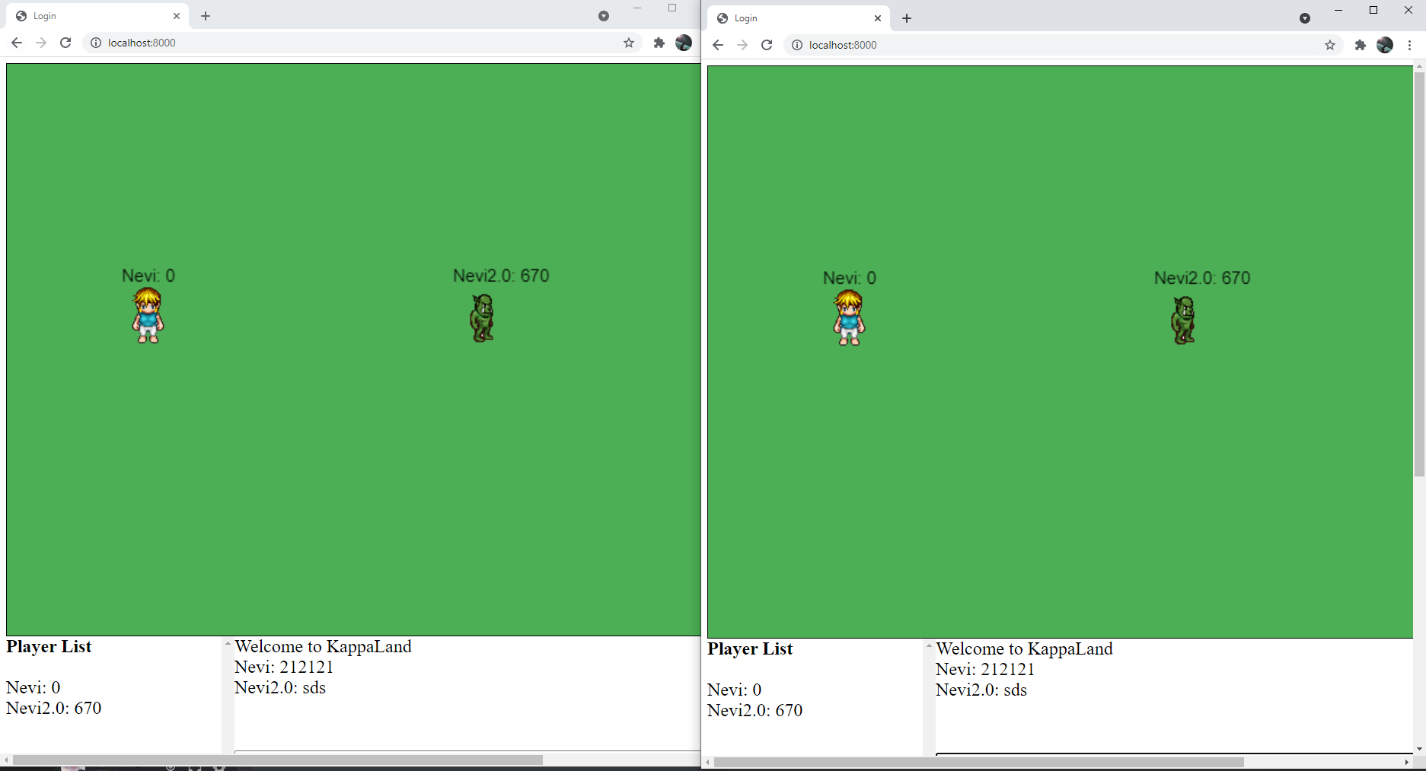 Login
localhost:8000
Nevi: 0
Nevi2.0: 670
Player List
Nevi: 0
Nevi2.0: 670
Welcome to KappaLand
Nevi: 212121
Nevi2.0: sds
Login
localhost:8000
Nevi: 0
Nevi2.0: 670
Player List
Nevi: 0
Nevi2.0: 670
Welcome to KappaLand
Nevi: 212121
Nevi2.0: sds